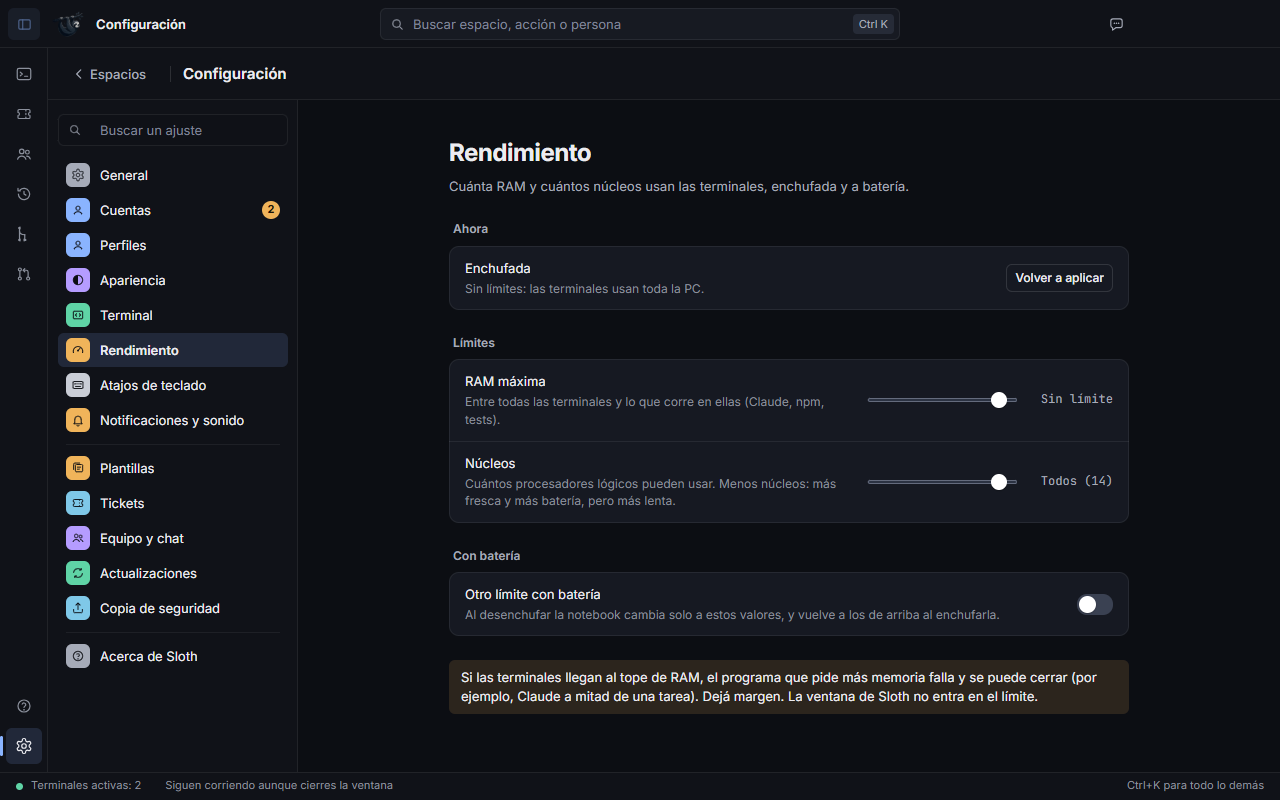 Configuración
Buscar espacio, acción o persona
Ctrl K
Espacios
Configuración
Buscar un ajuste
General
Cuentas
2
Perfiles
Apariencia
Terminal
Rendimiento
Atajos de teclado
Notificaciones y sonido
Plantillas
Tickets
Equipo y chat
Actualizaciones
Copia de seguridad
Acerca de Sloth
Rendimiento
Cuánta RAM y cuántos núcleos usan las terminales, enchufada y a batería.
Ahora
Enchufada
Sin límites: las terminales usan toda la PC.
Volver a aplicar
Límites
RAM máxima
Entre todas las terminales y lo que corre en ellas (Claude, npm,
tests).
Sin límite
Núcleos
Cuántos procesadores lógicos pueden usar. Menos núcleos: más
fresca y más batería, pero más lenta.
Todos (14)
Con batería
Otro límite con batería
Al desenchufar la notebook cambia solo a estos valores, y vuelve a los de arriba al enchufarla.
Si las terminales llegan al tope de RAM, el programa que pide más memoria falla y se puede cerrar (por
ejemplo, Claude a mitad de una tarea). Dejá margen. La ventana de Sloth no entra en el límite.
Terminales activas: 2
Siguen corriendo aunque cierres la ventana
Ctrl+K para todo lo demás